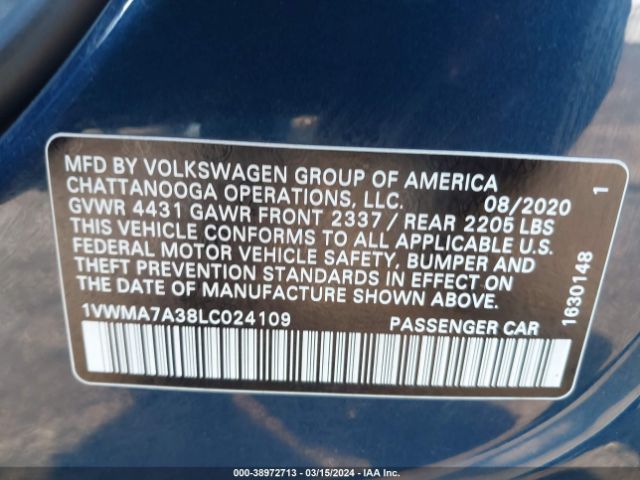 MFD BY VOLKSWAGEN GROUP OF AMERICA
CHATTANOOGA OPERATIONS, LLC. 08/2020
GVWR 4431 GAWR FRONT 2337 / REAR 2205 LBS
THIS VEHICLE CONFORMS TO ALL APPLICABLE U.S.
FEDERAL MOTOR VEHICLE SAFETY, BUMPER AND
THEFT PREVENTION STANDARDS IN EFFECT ON
THE DATE OF MANUFACTURE SHOWN ABOVE.
1VWMA7A38LC024109 PASSENGER CAR
1630148 1
000-38972713 - 03/15/2024 - IAA Inc.